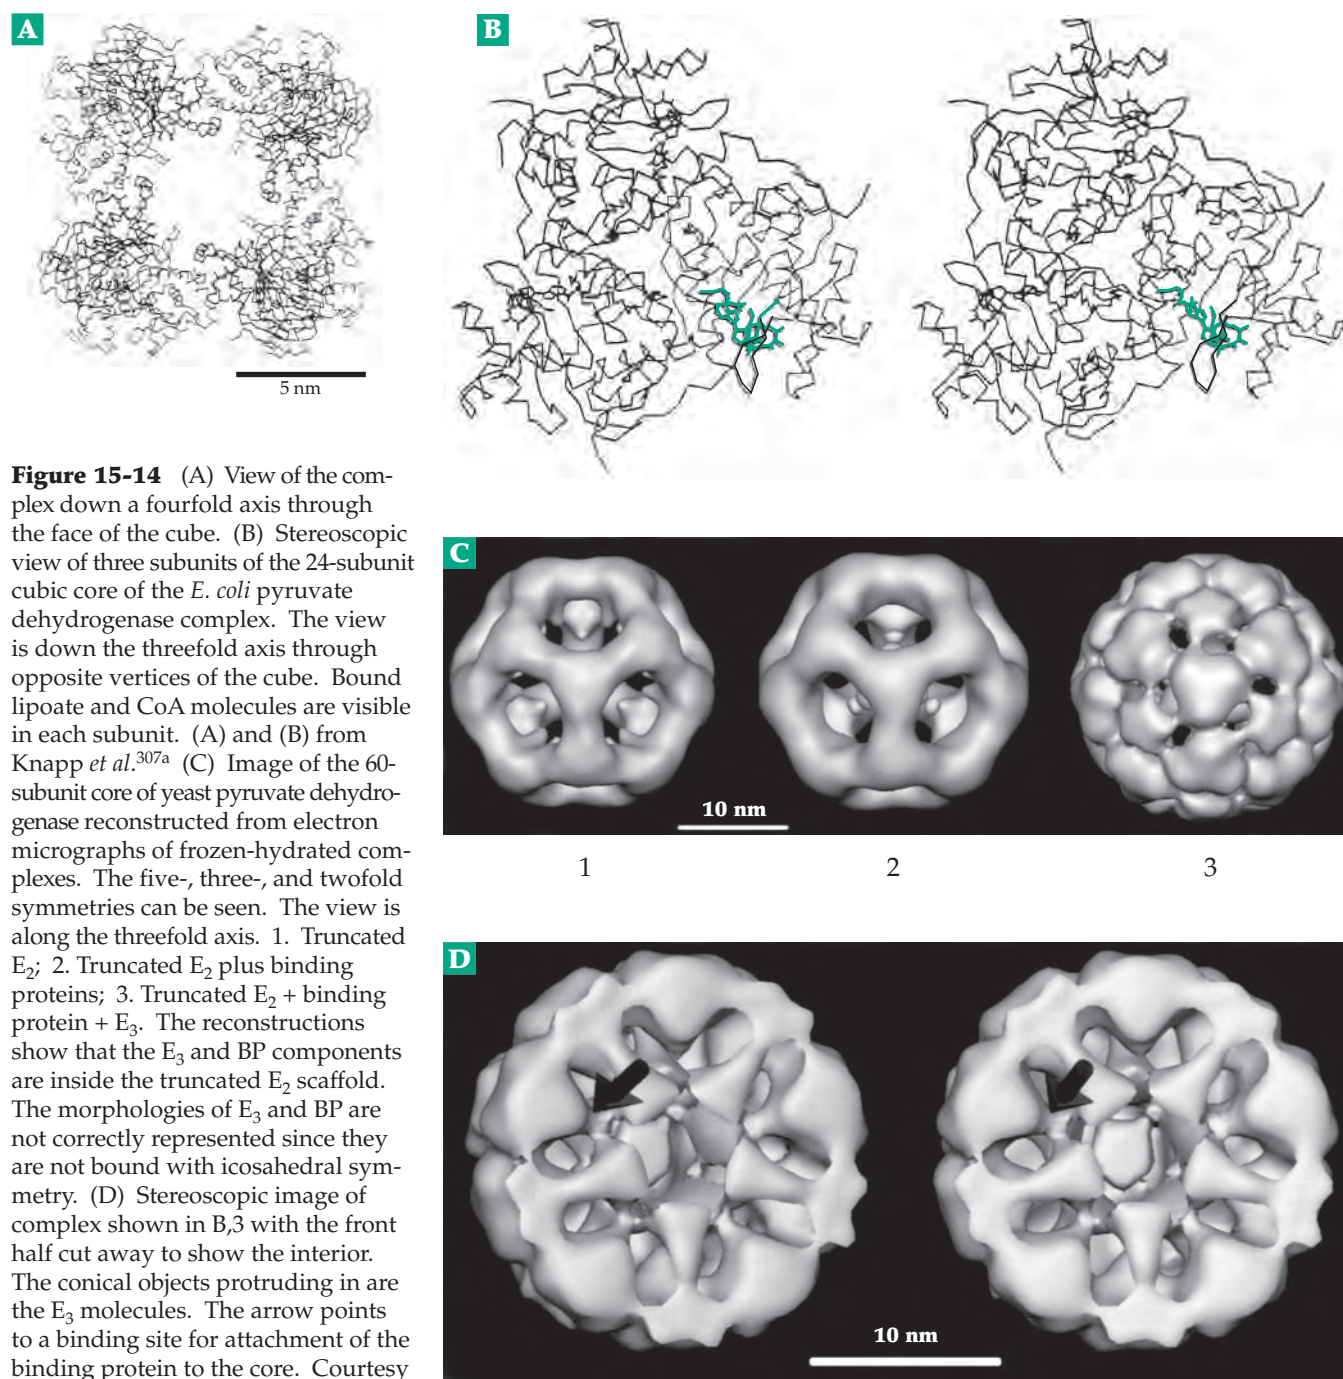 A
B
5 nm
Figure 15-14 (A) View of the com-
plex down a fourfold axis through
the face of the cube. (B) Stereoscopic
view of three subunits of the 24-subunit
cubic core of the E. coli pyruvate
dehydrogenase complex. The view
is down the threefold axis through
opposite vertices of the cube. Bound
lipoate and CoA molecules are visible
in each subunit. (A) and (B) from
Knapp et al.307a (C) Image of the 60-
subunit core of yeast pyruvate dehydro-
genase reconstructed from electron
micrographs of frozen-hydrated com-
plexes. The five-, three-, and twofold
symmetries can be seen. The view is
along the threefold axis. 1. Truncated
E2; 2. Truncated E2 plus binding
proteins; 3. Truncated E2 + binding
protein + E3. The reconstructions
show that the E3 and BP components
are inside the truncated E2 scaffold.
The morphologies of E3 and BP are
not correctly represented since they
are not bound with icosahedral sym-
metry. (D) Stereoscopic image of
complex shown in B,3 with the front
half cut away to show the interior.
The conical objects protruding in are
the E3 molecules. The arrow points
to a binding site for attachment of the
binding protein to the core. Courtesy
C
10 nm
1
2
3
D
10 nm